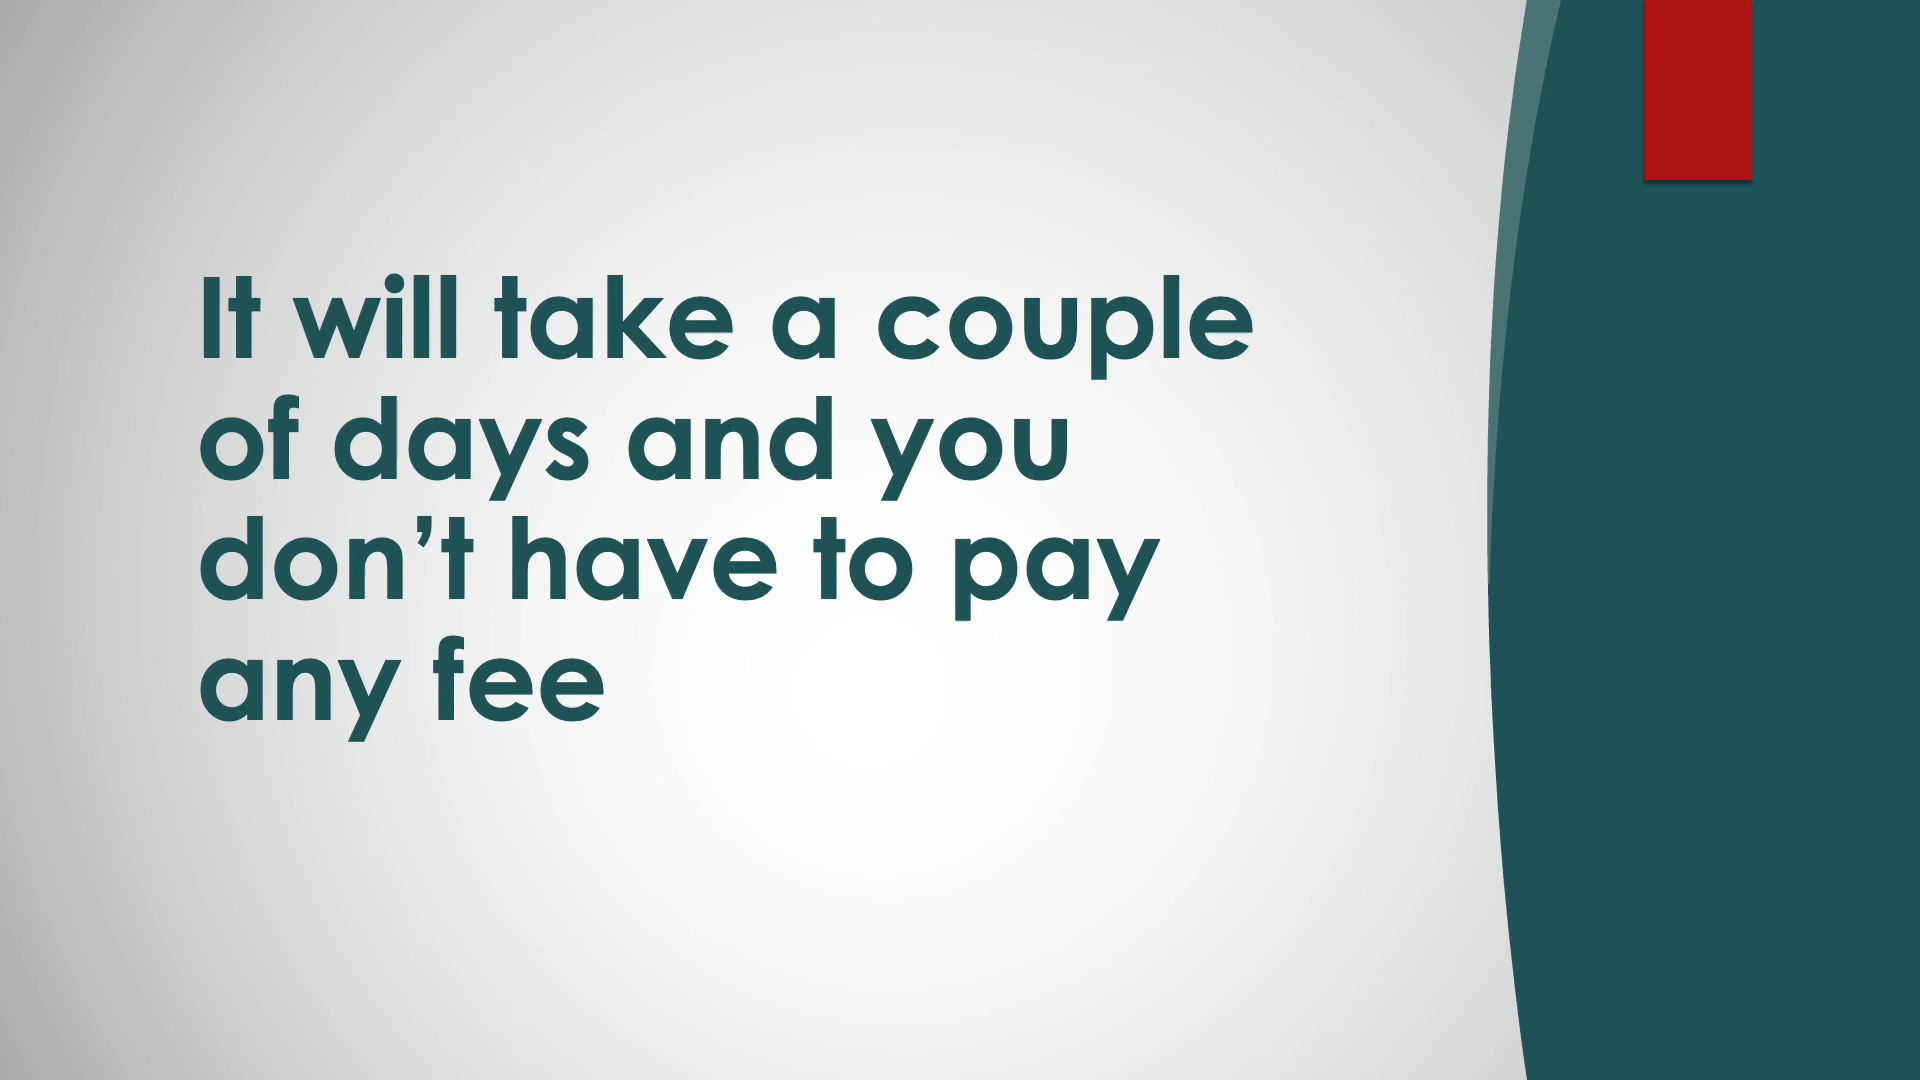 It will take a couple
of days and you
don’t have to pay
any fee